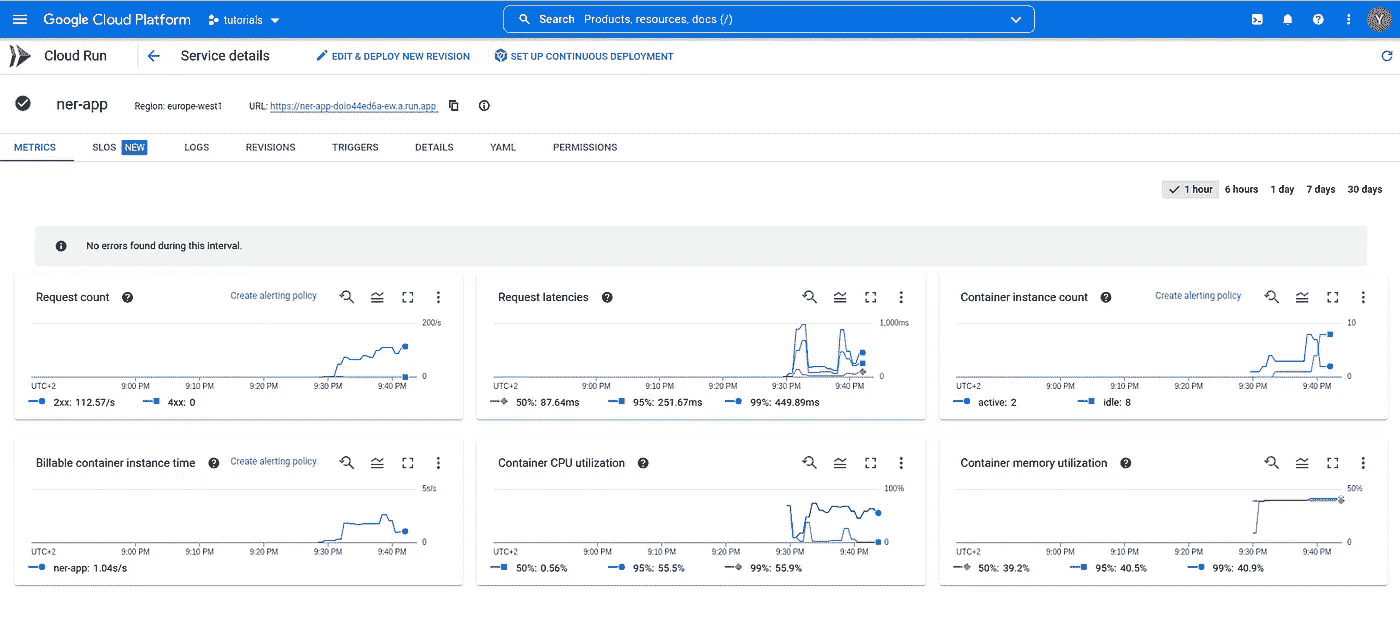 Google Cloud Platform tutorials Search Products, resources, docs (/) Y
Cloud Run Service details EDIT & DEPLOY NEW REVISION SET UP CONTINUOUS DEPLOYMENT
ner-app Region: europe-west1 URL: https://ner-app-doio44ed6a-ew.a.run.app
METRICS SLOS NEW LOGS REVISIONS TRIGGERS DETAILS YAML PERMISSIONS
1 hour 6 hours 1 day 7 days 30 days
No errors found during this interval.
Request count Create alerting policy
200/s
0
UTC+2 9:00 PM 9:10 PM 9:20 PM 9:30 PM 9:40 PM
2xx: 112.57/s 4xx: 0
Request latencies
1,000ms
0
UTC+2 9:00 PM 9:10 PM 9:20 PM 9:30 PM 9:40 PM
50%: 87.64ms 95%: 251.67ms 99%: 449.89ms
Container instance count Create alerting policy
10
0
UTC+2 9:00 PM 9:10 PM 9:20 PM 9:30 PM 9:40 PM
active: 2 idle: 8
Billable container instance time Create alerting policy
5s/s
0
UTC+2 9:00 PM 9:10 PM 9:20 PM 9:30 PM 9:40 PM
ner-app: 1.04s/s
Container CPU utilization
100%
0
UTC+2 9:00 PM 9:10 PM 9:20 PM 9:30 PM 9:40 PM
50%: 0.56% 95%: 55.5% 99%: 55.9%
Container memory utilization
50%
0
UTC+2 9:00 PM 9:10 PM 9:20 PM 9:30 PM 9:40 PM
50%: 39.2% 95%: 40.5% 99%: 40.9%